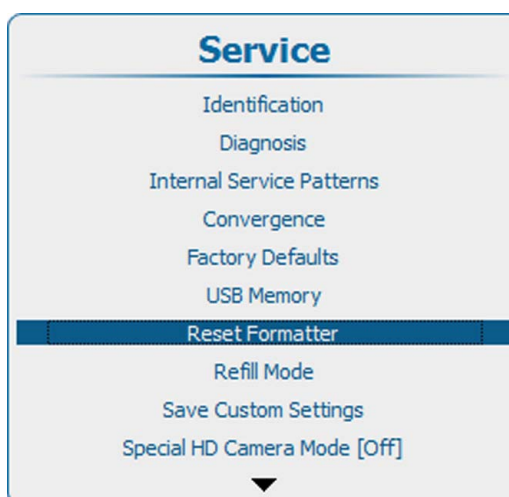 Service
Identification
Diagnosis
Internal Service Patterns
Convergence
Factory Defaults
USB Memory
Reset Formatter
Refill Mode
Save Custom Settings
Special HD Camera Mode [Off]